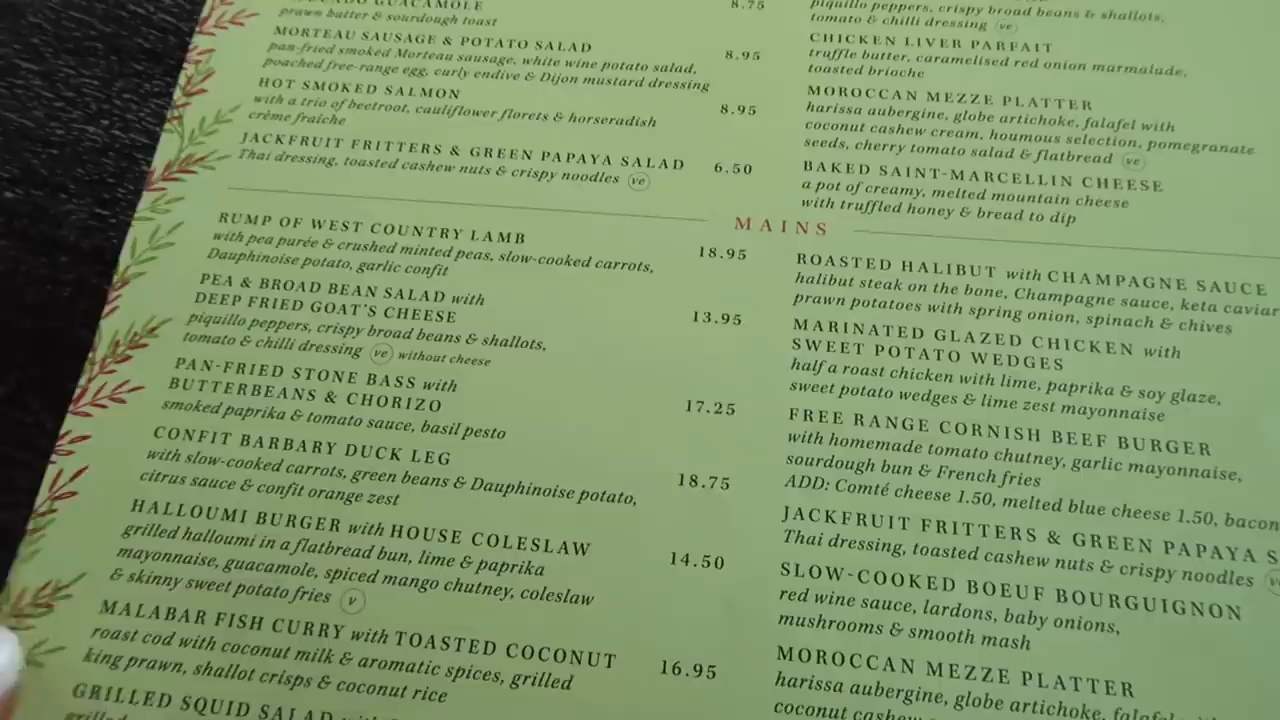 GUACAMOLE
prawn butter & sourdough toast
8.75
MORTEAU SAUSAGE & POTATO SALAD
pan-fried smoked Morteau sausage, white wine potato salad,
poached free-range egg, curly endive & Dijon mustard dressing
8.95
HOT SMOKED SALMON
with a trio of beetroot, cauliflower florets & horseradish
crème fraîche
8.95
JACKFRUIT FRITTERS & GREEN PAPAYA SALAD 6.50
Thai dressing, toasted cashew nuts & crispy noodles ve
piquillo peppers, crispy broad beans & shallots,
tomato & chilli dressing ve
CHICKEN LIVER PARFAIT
truffle butter, caramelised red onion marmalade,
toasted brioche
MOROCCAN MEZZE PLATTER
harissa aubergine, globe artichoke, falafel with
coconut cashew cream, houmous selection, pomegranate
seeds, cherry tomato salad & flatbread ve
BAKED SAINT-MARCELLIN CHEESE
a pot of creamy, melted mountain cheese
with truffled honey & bread to dip
MAINS
RUMP OF WEST COUNTRY LAMB 18.95
with pea purée & crushed minted peas, slow-cooked carrots,
Dauphinoise potato, garlic confit
PEA & BROAD BEAN SALAD with
DEEP FRIED GOAT'S CHEESE 13.95
piquillo peppers, crispy broad beans & shallots,
tomato & chilli dressing ve without cheese
PAN-FRIED STONE BASS with
BUTTERBEANS & CHORIZO 17.25
smoked paprika & tomato sauce, basil pesto
CONFIT BARBARY DUCK LEG 18.75
with slow-cooked carrots, green beans & Dauphinoise potato,
citrus sauce & confit orange zest
HALLOUMI BURGER with HOUSE COLESLAW 14.50
grilled halloumi in a flatbread bun, lime & paprika
mayonnaise, guacamole, spiced mango chutney, coleslaw
& skinny sweet potato fries v
MALABAR FISH CURRY with TOASTED COCONUT 16.95
roast cod with coconut milk & aromatic spices, grilled
king prawn, shallot crisps & coconut rice
GRILLED SQUID SALAD
ROASTED HALIBUT with CHAMPAGNE SAUCE
halibut steak on the bone, Champagne sauce, keta caviar
prawn potatoes with spring onion, spinach & chives
MARINATED GLAZED CHICKEN with
SWEET POTATO WEDGES
half a roast chicken with lime, paprika & soy glaze,
sweet potato wedges & lime zest mayonnaise
FREE RANGE CORNISH BEEF BURGER
with homemade tomato chutney, garlic mayonnaise,
sourdough bun & French fries
ADD: Comté cheese 1.50, melted blue cheese 1.50, bacon
JACKFRUIT FRITTERS & GREEN PAPAYA S
Thai dressing, toasted cashew nuts & crispy noodles
SLOW-COOKED BOEUF BOURGUIGNON
red wine sauce, lardons, baby onions,
mushrooms & smooth mash
MOROCCAN MEZZE PLATTER
harissa aubergine, globe artichoke, falafel
coconut